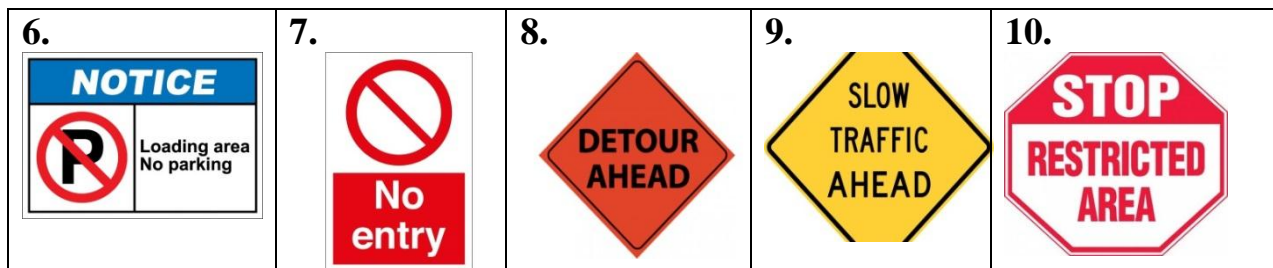 6.
NOTICE
P
Loading area
No parking
7.
No
entry
8.
DETOUR
AHEAD
9.
SLOW
TRAFFIC
AHEAD
10.
STOP
RESTRICTED
AREA